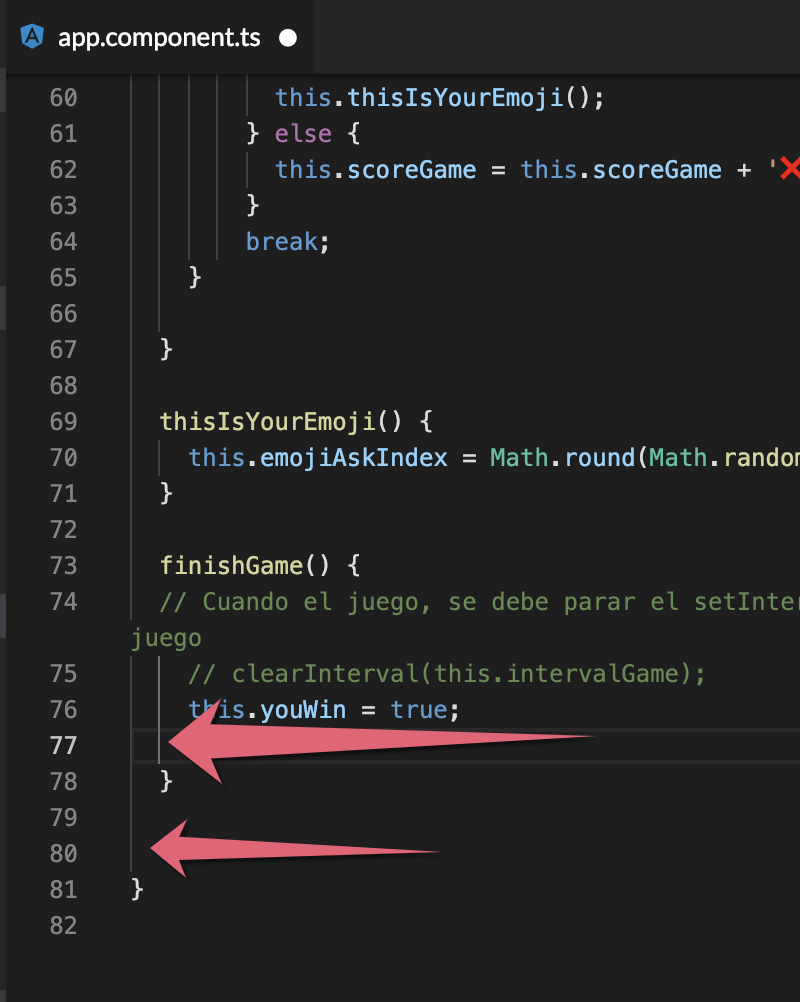 app.component.ts
60 this.thisIsYourEmoji();
61 } else {
62 this.scoreGame = this.scoreGame + '❌
63 }
64 break;
65 }
66
67 }
68
69 thisIsYourEmoji() {
70 this.emojiAskIndex = Math.round(Math.random
71 }
72
73 finishGame() {
74 // Cuando el juego, se debe parar el
juego
75 // clearInterval(this.intervalGame);
76 this.youWin = true;
77
78 }
79
80
81 }
82